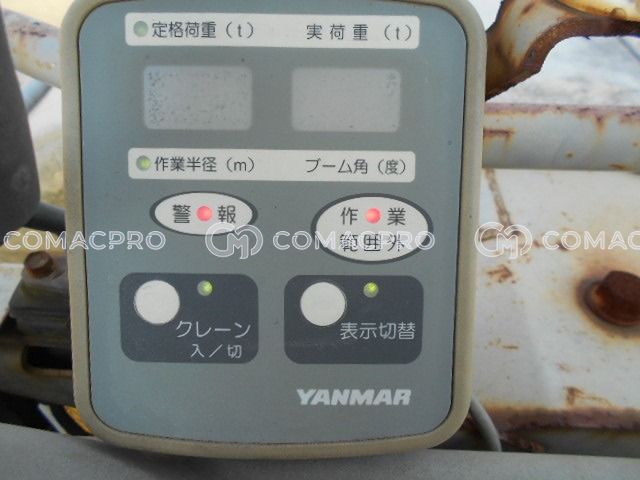 定格荷重(t) 実荷重(t)
作業半径(m) ブーム角(度)
警報
作業
範囲外
クレーン
入/切
表示切替
YANMAR
COMACPRO COMACPRO COMACPRO